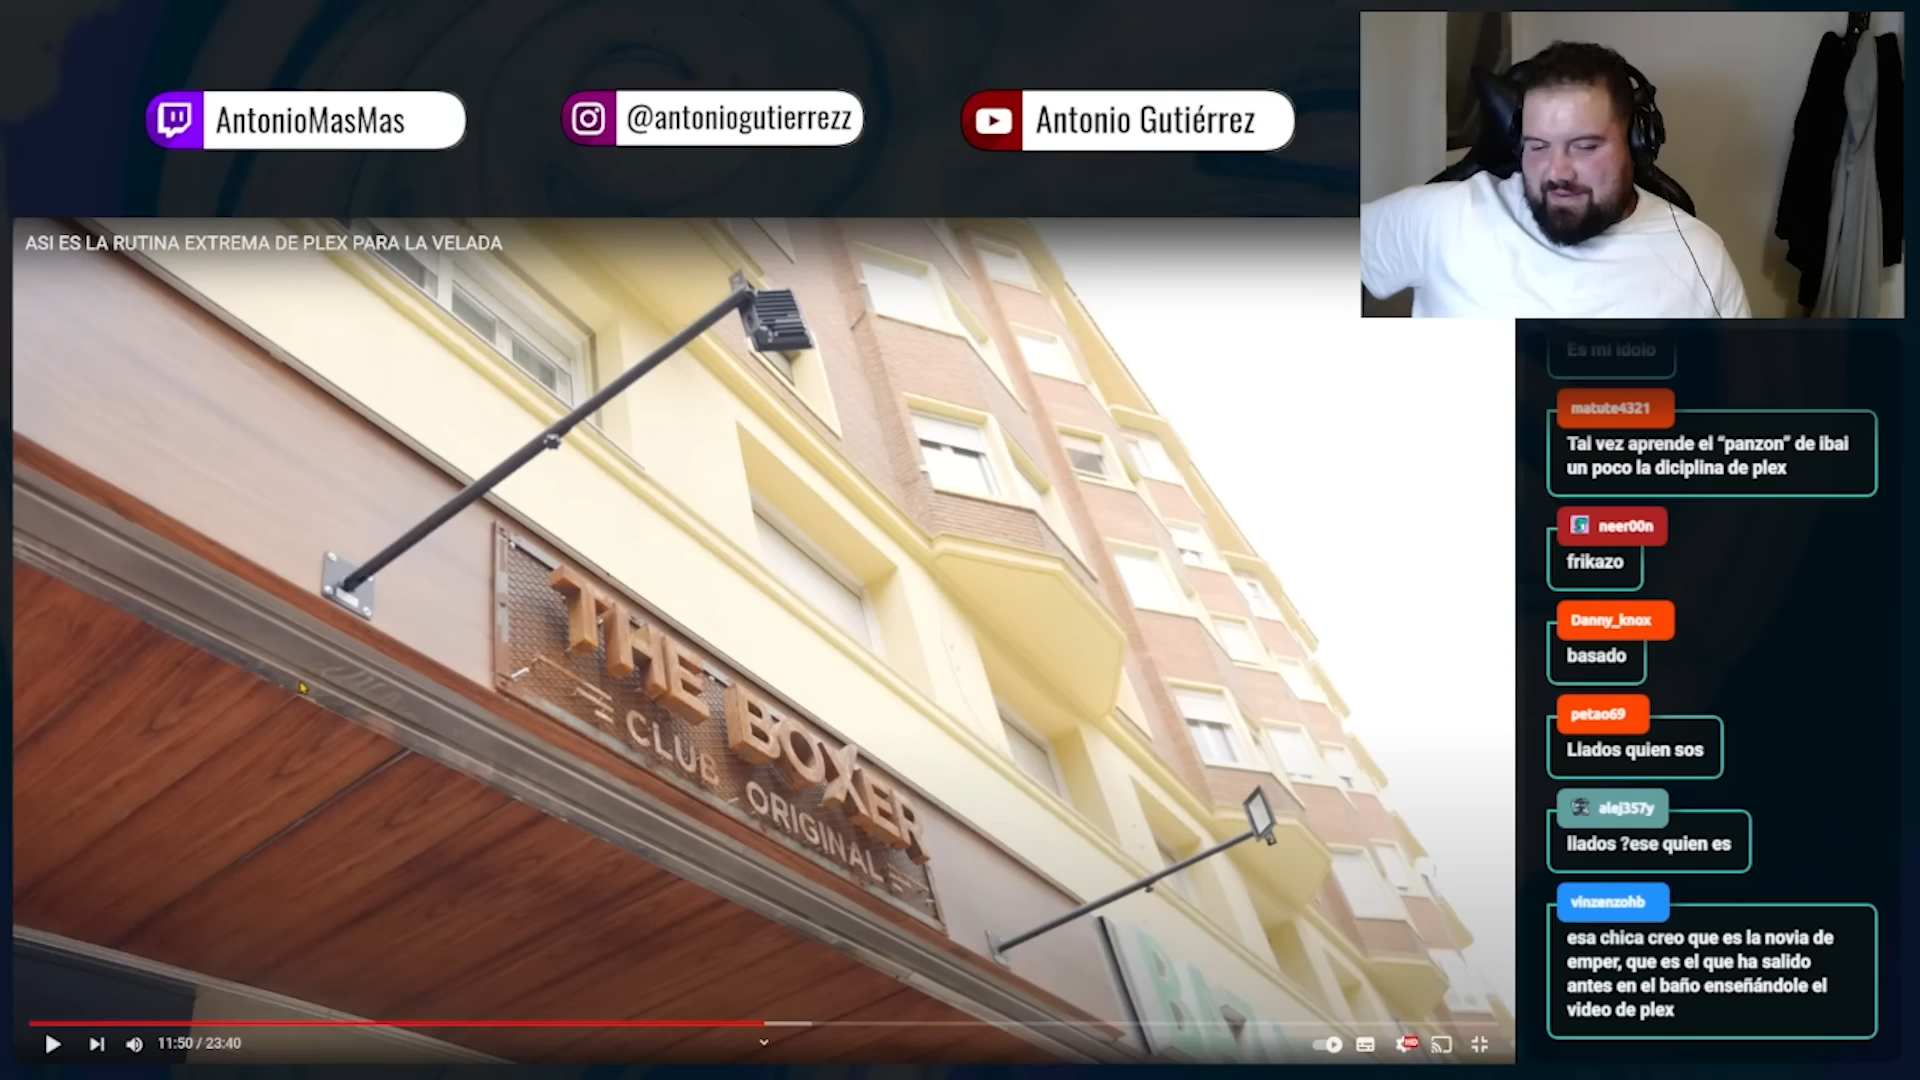 AntonioMasMas
@antoniogutierrezz
Antonio Gutiérrez
ASI ES LA RUTINA EXTREMA DE PLEX PARA LA VELADA
THE BOXER
CLUB ORIGINAL
11:50 / 23:40
HD
Es mi idolo
matute4321
Tal vez aprende el “panzon” de ibai
un poco la diciplina de plex
neer00n
frikazo
Danny_knox
basado
petao69
Llados quien sos
alej357y
llados ?ese quien es
vinzenzohb
esa chica creo que es la novia de
emper, que es el que ha salido
antes en el baño enseñándole el
video de plex